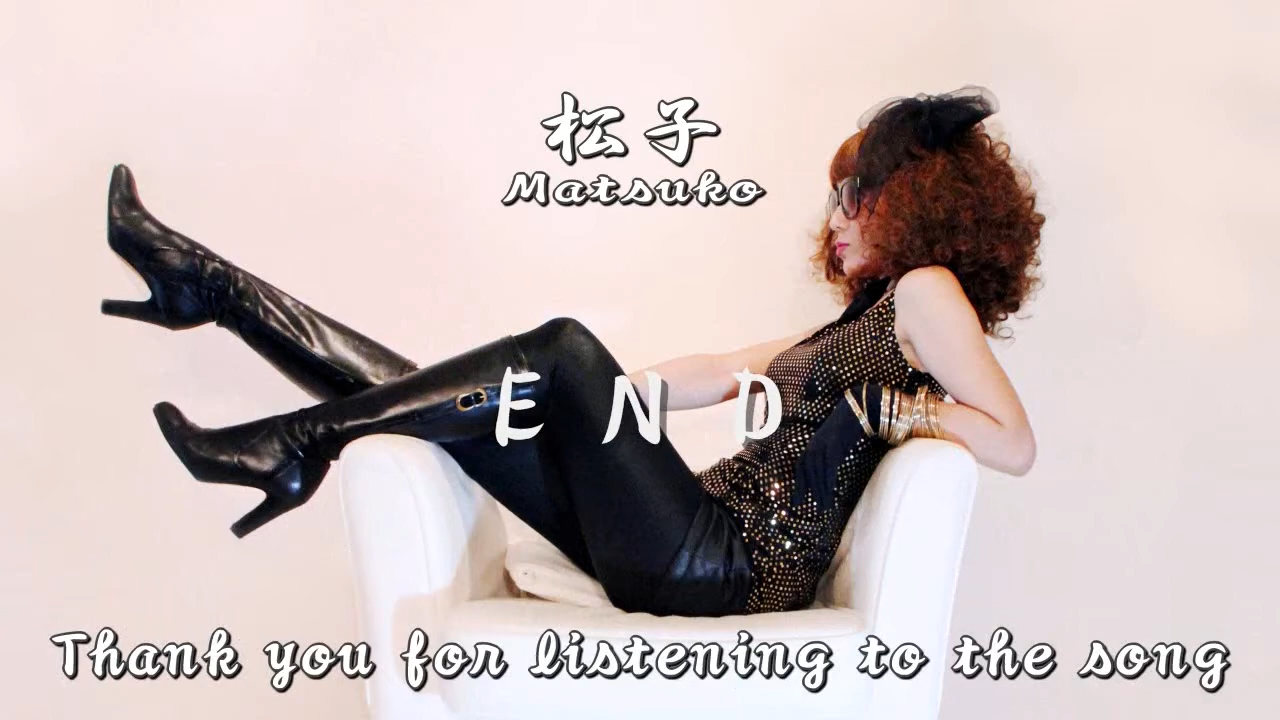 松子
Matsuko
END
Thank you for listening to the song